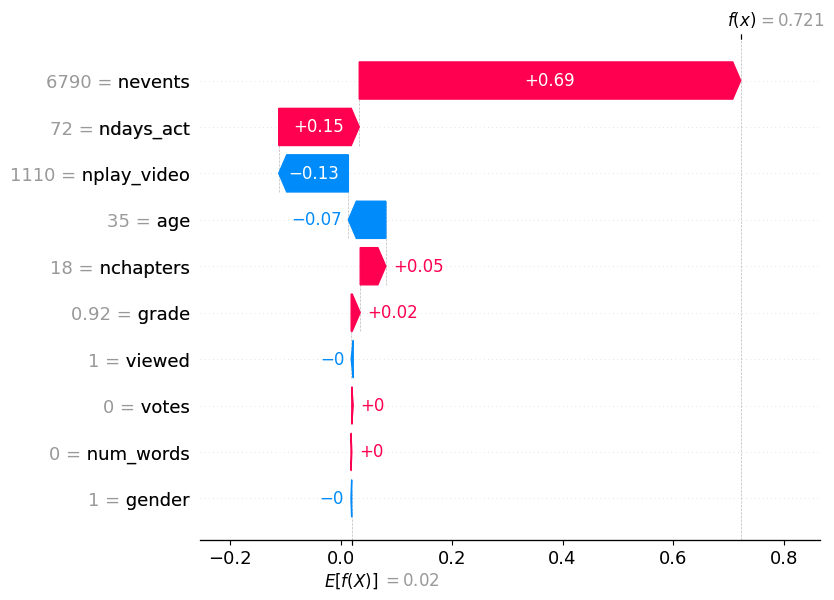 f(x) = 0.721
6790 = nevents +0.69
72 = ndays_act +0.15
1110 = nplay_video −0.13
35 = age −0.07
18 = nchapters +0.05
0.92 = grade +0.02
1 = viewed −0
0 = votes +0
0 = num_words +0
1 = gender −0
−0.2 0.0 0.2 0.4 0.6 0.8
E[f(X)] = 0.02